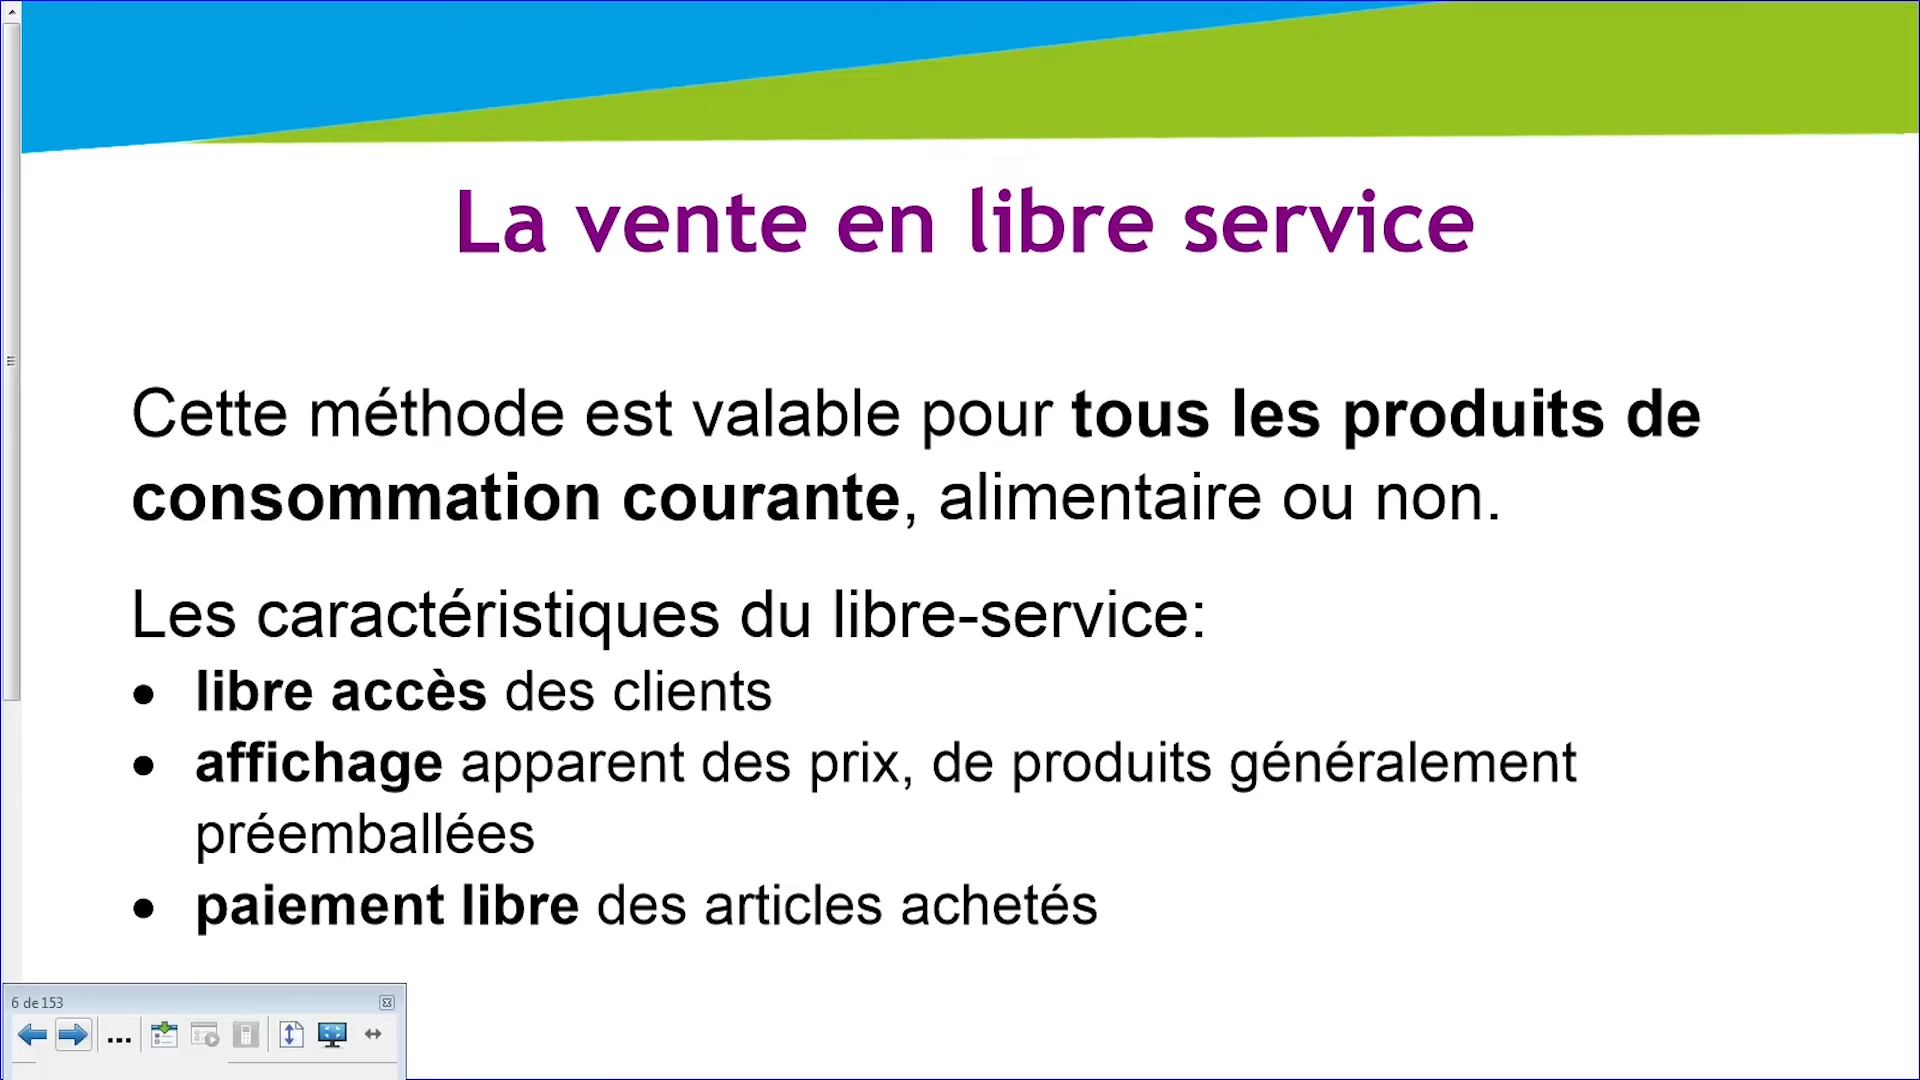 La vente en libre service
Cette méthode est valable pour tous les produits de
consommation courante, alimentaire ou non.
Les caractéristiques du libre-service:
• libre accès des clients
• affichage apparent des prix, de produits généralement
préemballées
• paiement libre des articles achetés
6 de 153